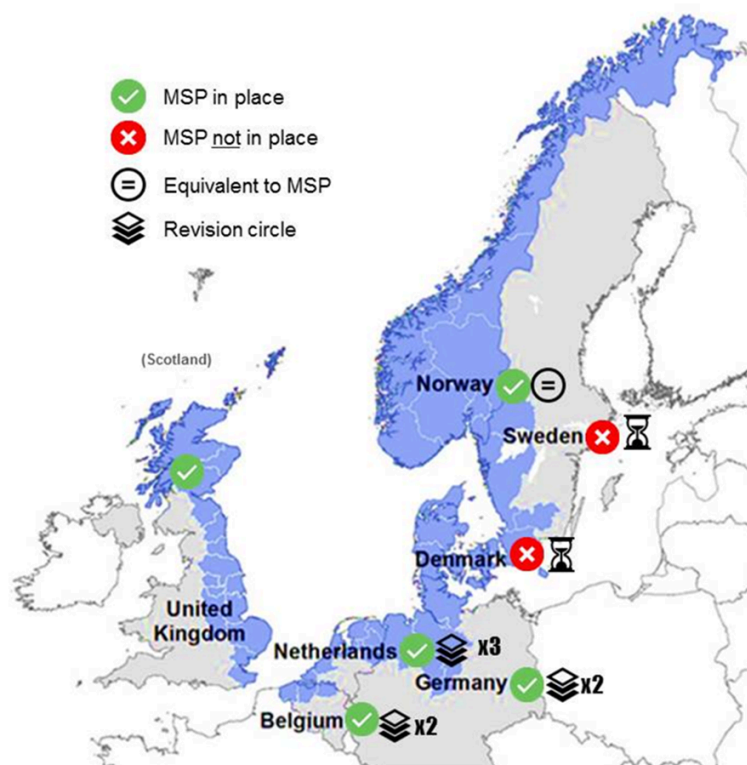 MSP in place
MSP not in place
Equivalent to MSP
Revision circle
(Scotland)
Norway
Sweden
Denmark
United
Kingdom
Netherlands x3
Germany x2
Belgium x2